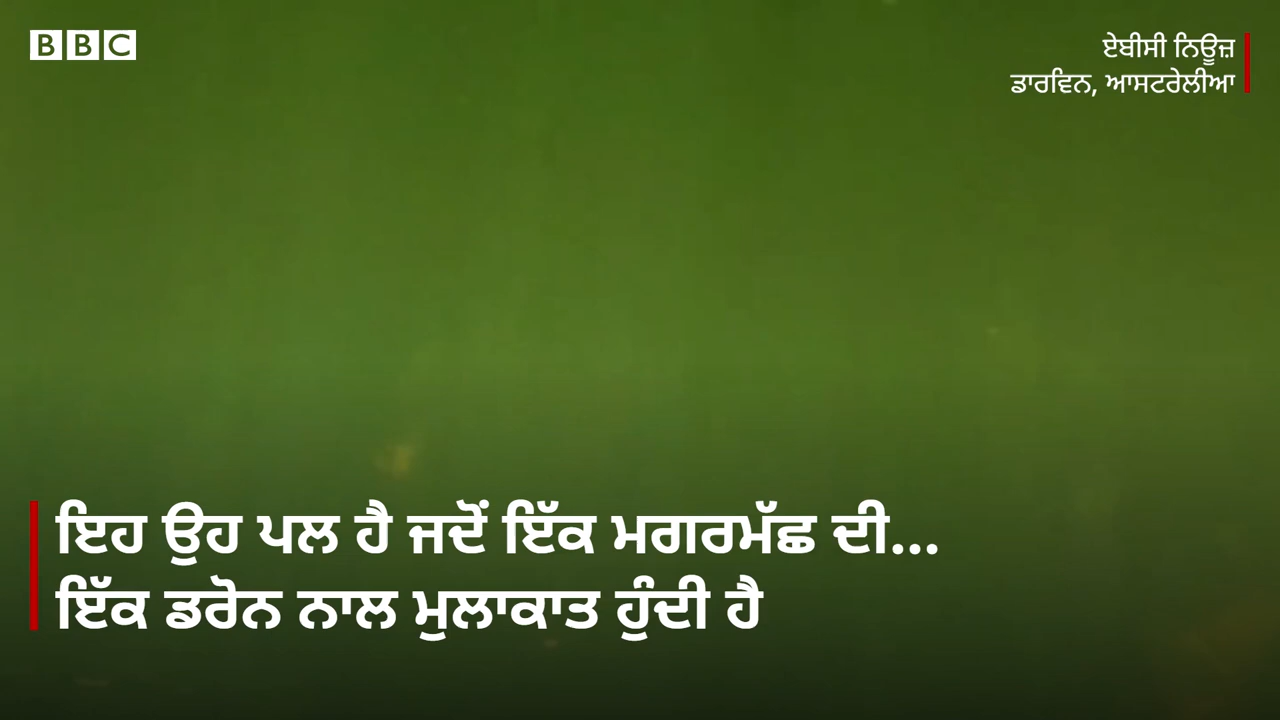 BBC
ਏਬੀਸੀ ਨਿਊਜ਼
ਡਾਰਵਿਨ, ਆਸਟਰੇਲੀਆ
ਇਹ ਉਹ ਪਲ ਹੈ ਜਦੋਂ ਇੱਕ ਮਗਰਮੱਛ ਦੀ...
ਇੱਕ ਡਰੋਨ ਨਾਲ ਮੁਲਾਕਾਤ ਹੁੰਦੀ ਹੈ